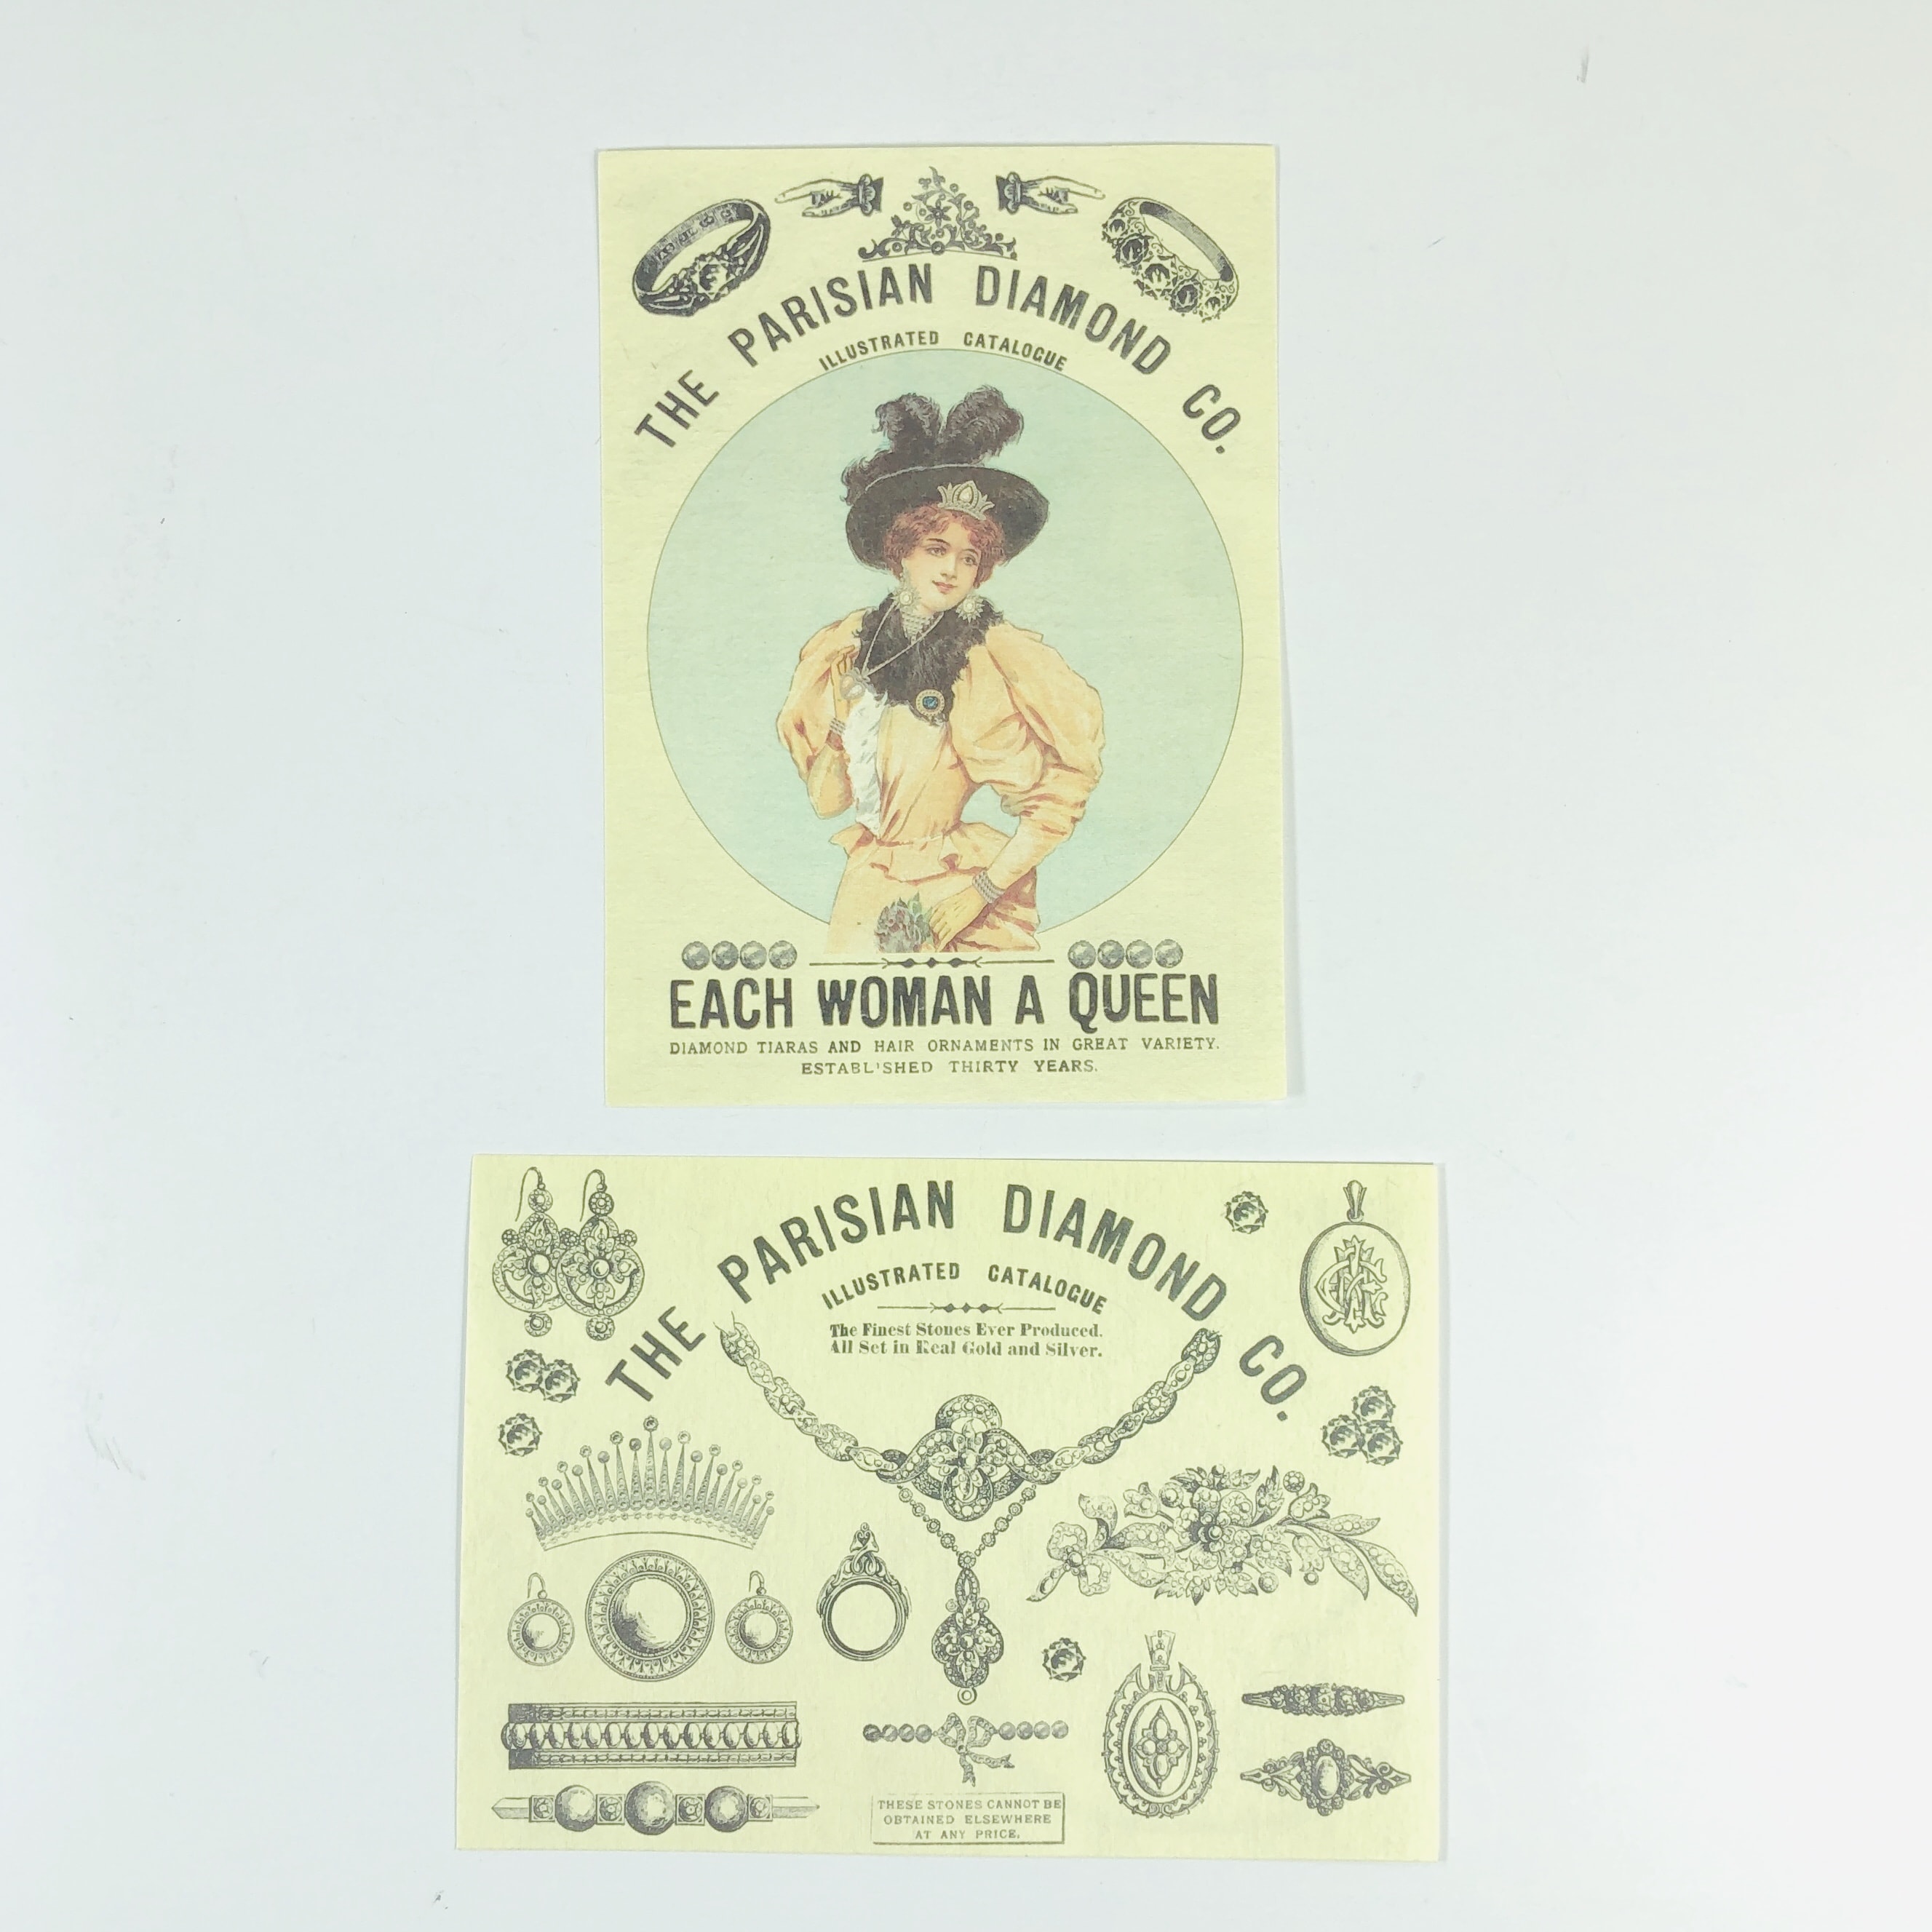 THE PARISIAN DIAMOND CO.
ILLUSTRATED CATALOGUE
EACH WOMAN A QUEEN
DIAMOND TIARAS AND HAIR ORNAMENTS IN GREAT VARIETY.
ESTABL'SHED THIRTY YEARS.
THE PARISIAN DIAMOND CO.
ILLUSTRATED CATALOGUE
The Finest Stones Ever Produced.
All Set in Real Gold and Silver.
THESE STONES CANNOT BE
OBTAINED ELSEWHERE
AT ANY PRICE.